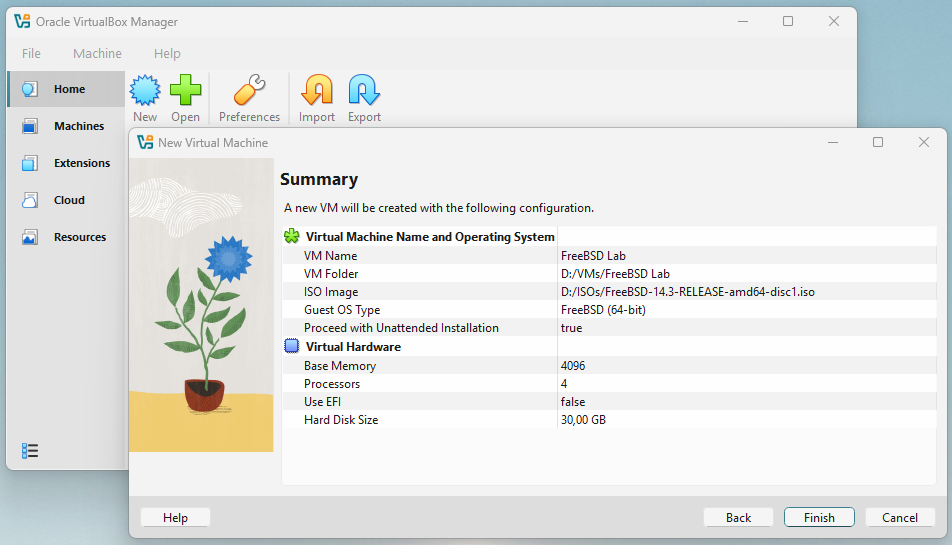 Oracle VirtualBox Manager
File Machine Help
Home
Machines
Extensions
Cloud
Resources
New Open Preferences Import Export
New Virtual Machine
Summary
A new VM will be created with the following configuration.
Virtual Machine Name and Operating System
VM Name FreeBSD Lab
VM Folder D:/VMs/FreeBSD Lab
ISO Image D:/ISOs/FreeBSD-14.3-RELEASE-amd64-disc1.iso
Guest OS Type FreeBSD (64-bit)
Proceed with Unattended Installation true
Virtual Hardware
Base Memory 4096
Processors 4
Use EFI false
Hard Disk Size 30,00 GB
Help Back Finish Cancel